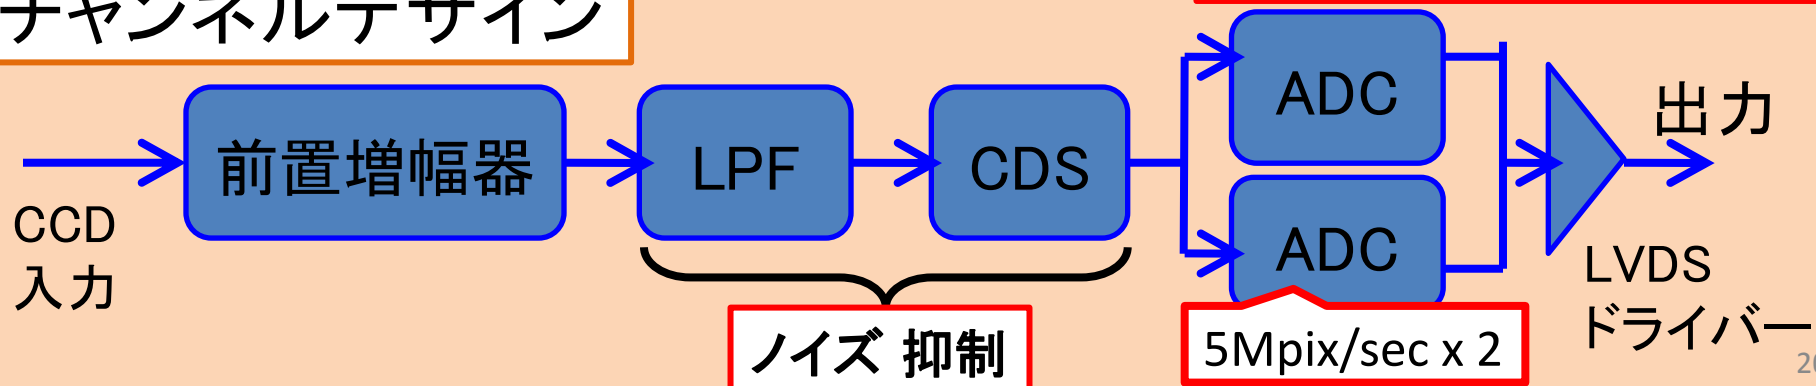 チャンネルデザイン
CCD
入力
前置増幅器
LPF
CDS
ADC
ADC
出力
LVDS
ドライバー
ノイズ 抑制
5Mpix/sec x 2